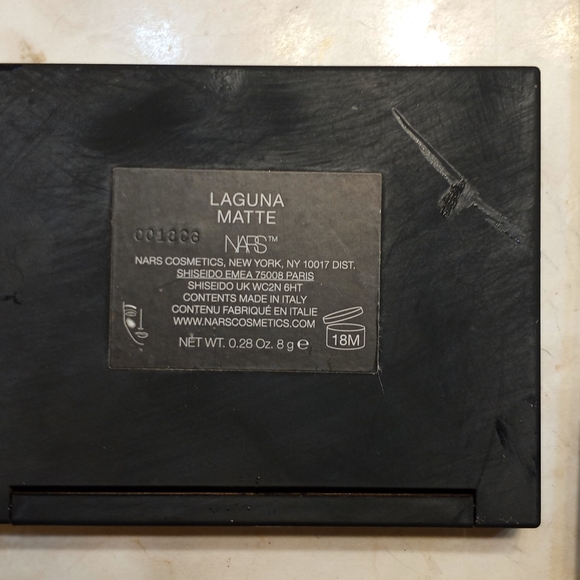 LAGUNA
MATTE
NARS™
NARS COSMETICS, NEW YORK, NY 10017 DIST.
SHISEIDO EMEA 75008 PARIS
SHISEIDO UK WC2N 6HT
CONTENTS MADE IN ITALY
CONTENU FABRIQUÉ EN ITALIE
WWW.NARSCOSMETICS.COM
NET WT. 0.28 Oz. 8 g ℮
18M